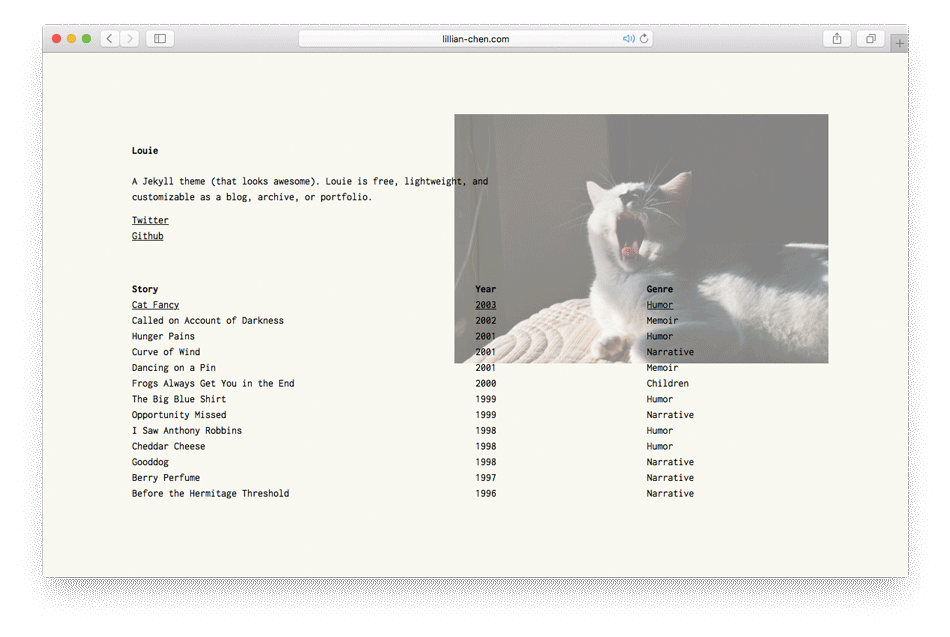 lillian-chen.com
Louie
A Jekyll theme (that looks awesome). Louie is free, lightweight, and
customizable as a blog, archive, or portfolio.
Twitter
Github
Story Year Genre
Cat Fancy 2003 Humor
Called on Account of Darkness 2002 Memoir
Hunger Pains 2001 Humor
Curve of Wind 2001 Narrative
Dancing on a Pin 2001 Memoir
Frogs Always Get You in the End 2000 Children
The Big Blue Shirt 1999 Humor
Opportunity Missed 1999 Narrative
I Saw Anthony Robbins 1998 Humor
Cheddar Cheese 1998 Humor
Gooddog 1998 Narrative
Berry Perfume 1997 Narrative
Before the Hermitage Threshold 1996 Narrative